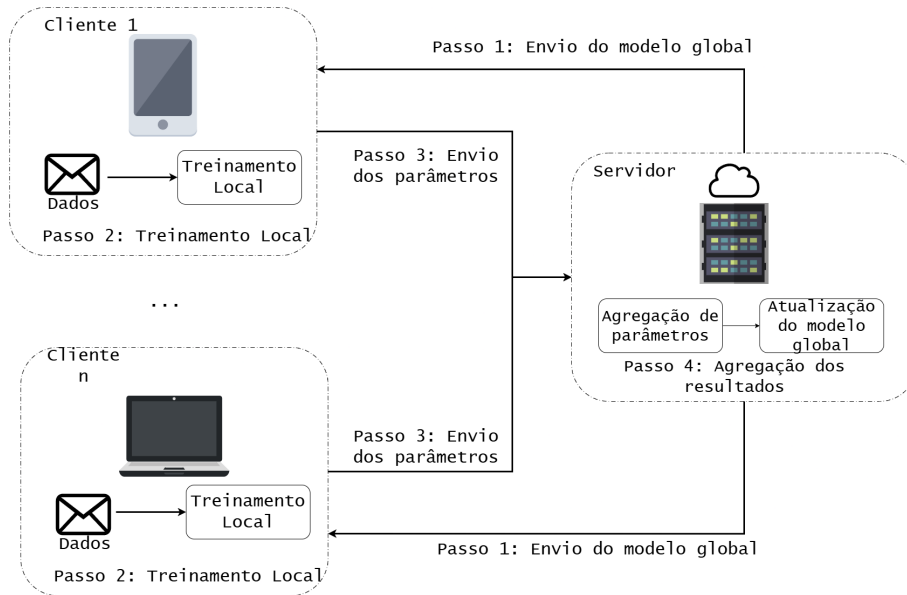 Cliente 1
Passo 1: Envio do modelo global
Treinamento
Local
Dados
Passo 2: Treinamento Local
Passo 3: Envio
dos parâmetros
Servidor
Agregação de
parâmetros
Atualização
do modelo
global
Passo 4: Agregação dos
resultados
...
Cliente
n
Treinamento
Local
Dados
Passo 2: Treinamento Local
Passo 3: Envio
dos parâmetros
Passo 1: Envio do modelo global